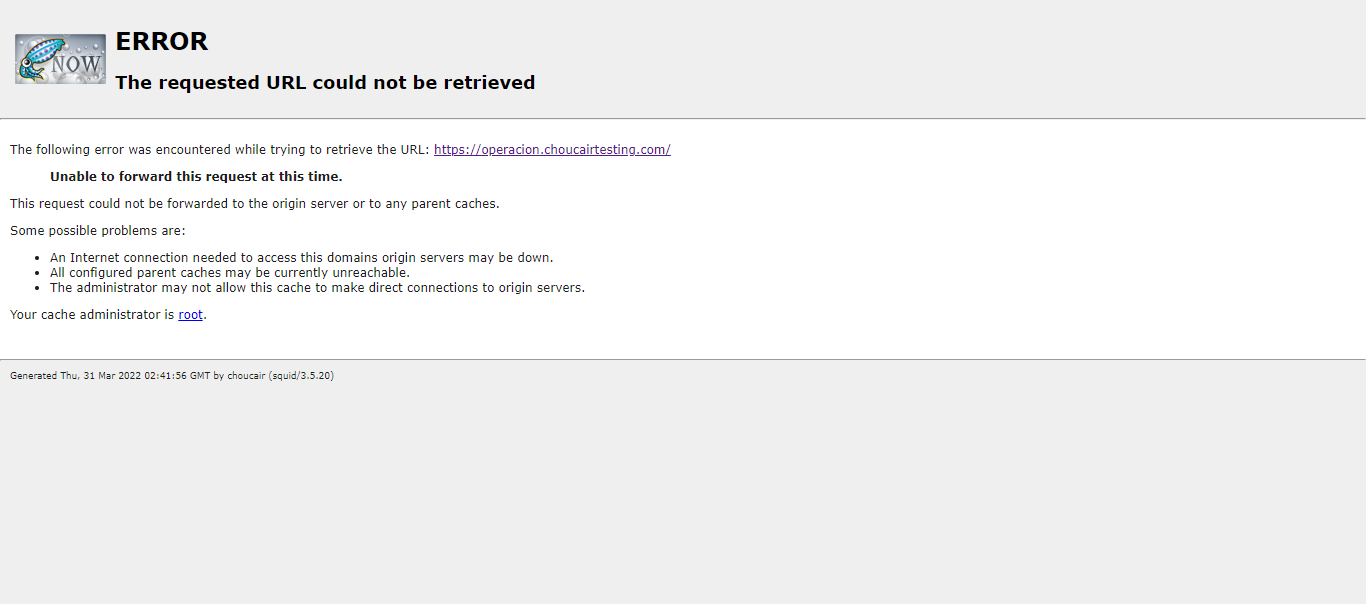 NOW
ERROR
The requested URL could not be retrieved
The following error was encountered while trying to retrieve the URL: https://operacion.choucairtesting.com/
Unable to forward this request at this time.
This request could not be forwarded to the origin server or to any parent caches.
Some possible problems are:
• An Internet connection needed to access this domains origin servers may be down.
• All configured parent caches may be currently unreachable.
• The administrator may not allow this cache to make direct connections to origin servers.
Your cache administrator is root.
Generated Thu, 31 Mar 2022 02:41:56 GMT by choucair (squid/3.5.20)